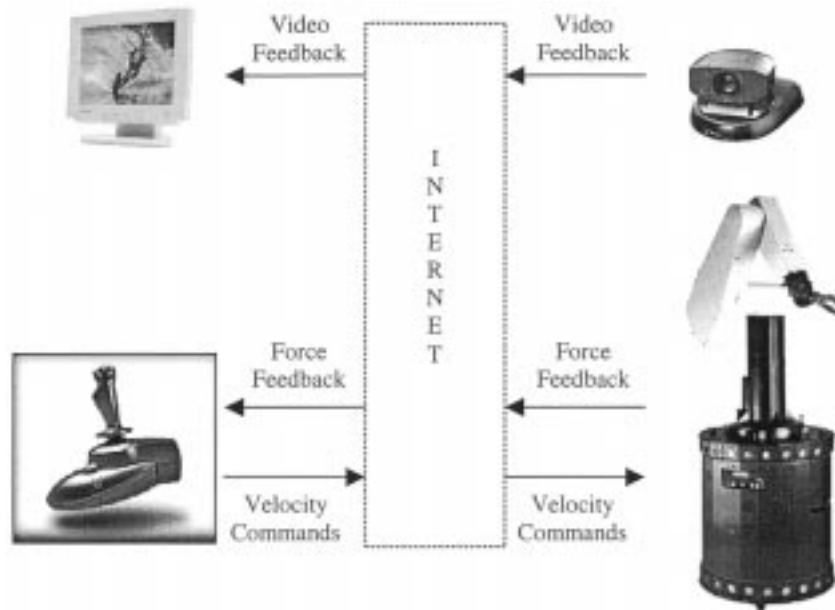 Video
Feedback
Video
Feedback
I
N
T
E
R
N
E
T
Force
Feedback
Force
Feedback
Velocity
Commands
Velocity
Commands